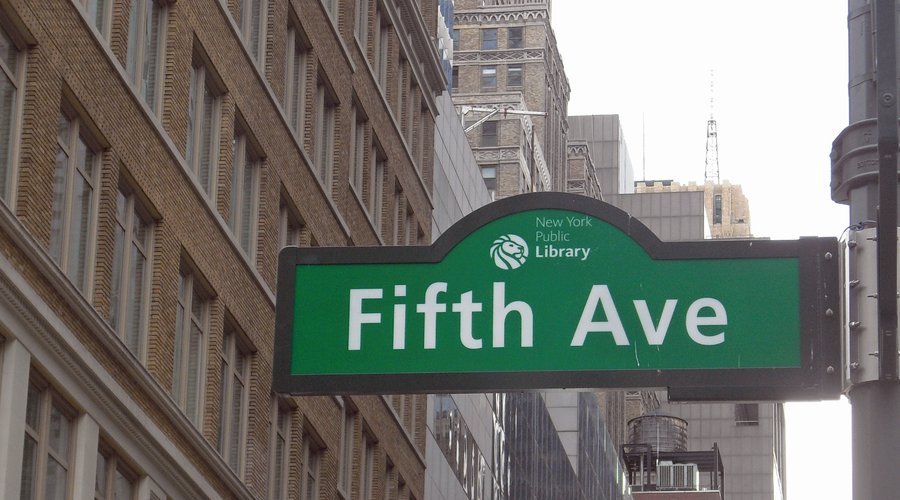 New York
Public
Library
Fifth Ave